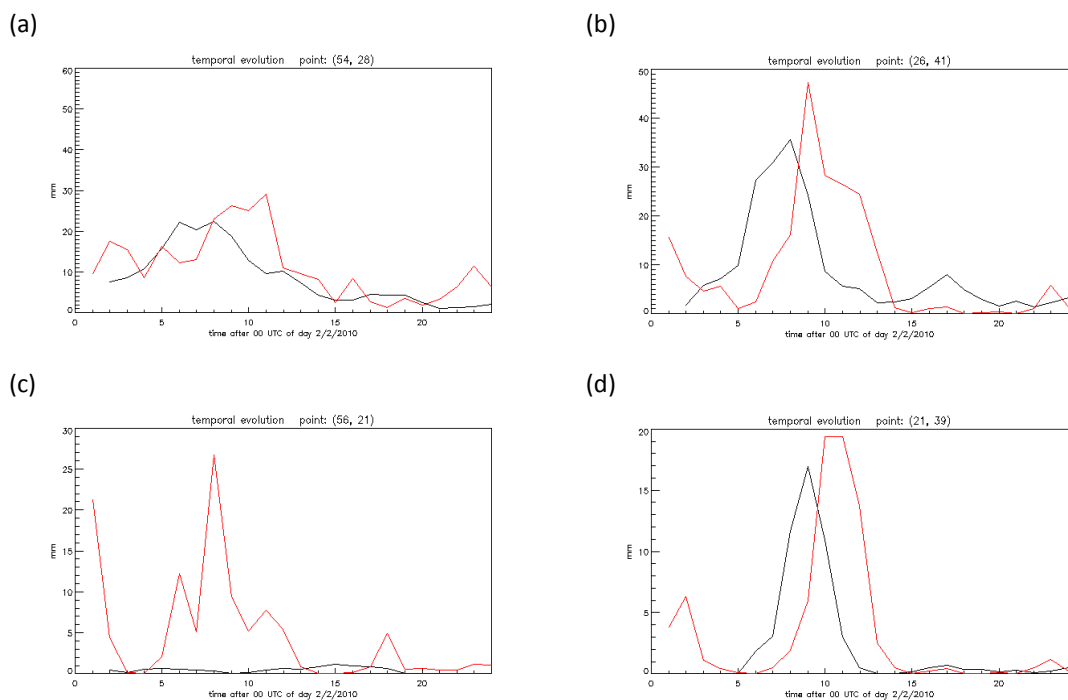 (a)
temporal evolution point: (54, 28)
60
50
40
30
20
10
0
mm
0 5 10 15 20
time after 00 UTC of day 2/2/2010
(b)
temporal evolution point: (26, 41)
50
40
30
20
10
0
mm
0 5 10 15 20
time after 00 UTC of day 2/2/2010
(c)
temporal evolution point: (56, 21)
30
25
20
15
10
5
0
mm
0 5 10 15 20
time after 00 UTC of day 2/2/2010
(d)
temporal evolution point: (21, 39)
20
15
10
5
0
mm
0 5 10 15 20
time after 00 UTC of day 2/2/2010